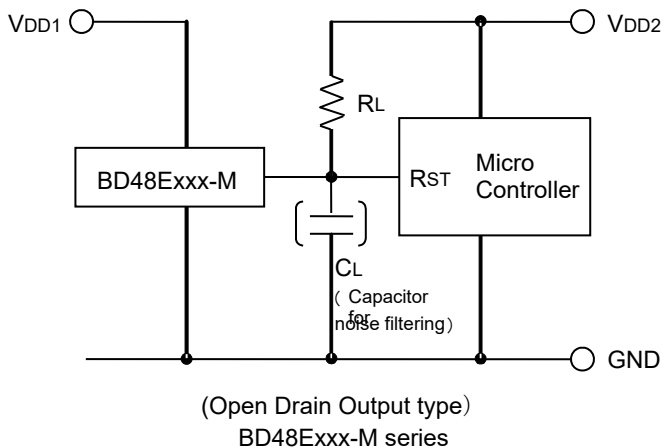 VDD1
VDD2
RL
BD48Exxx-M
RST
Micro
Controller
CL
( Capacitor
for
noise filtering）
GND
(Open Drain Output type）
BD48Exxx-M series